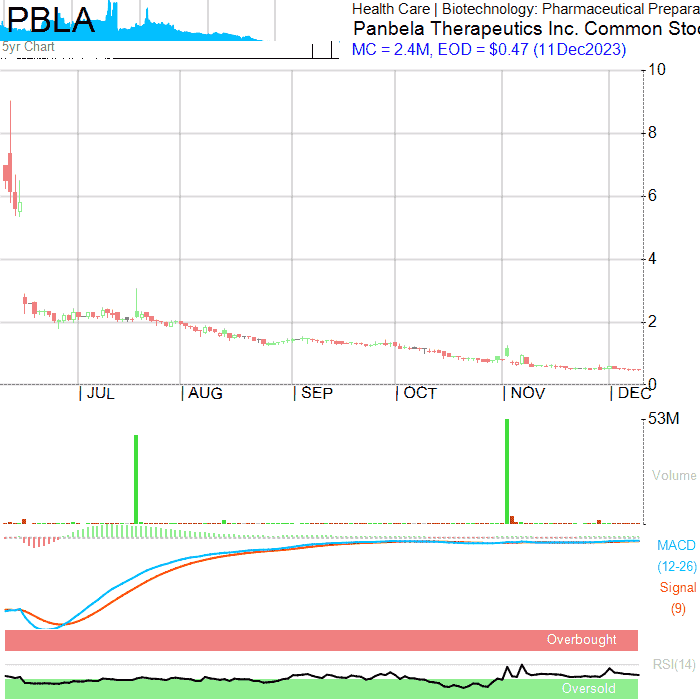 PBLA
5yr Chart
Health Care | Biotechnology: Pharmaceutical Prepara
Panbela Therapeutics Inc. Common Stoc
MC = 2.4M, EOD = $0.47 (11Dec2023)
10
8
6
4
2
0
| JUL | AUG | SEP | OCT | NOV | DEC
53M
Volume
MACD
(12-26)
Signal
(9)
Overbought
RSI(14)
Oversold